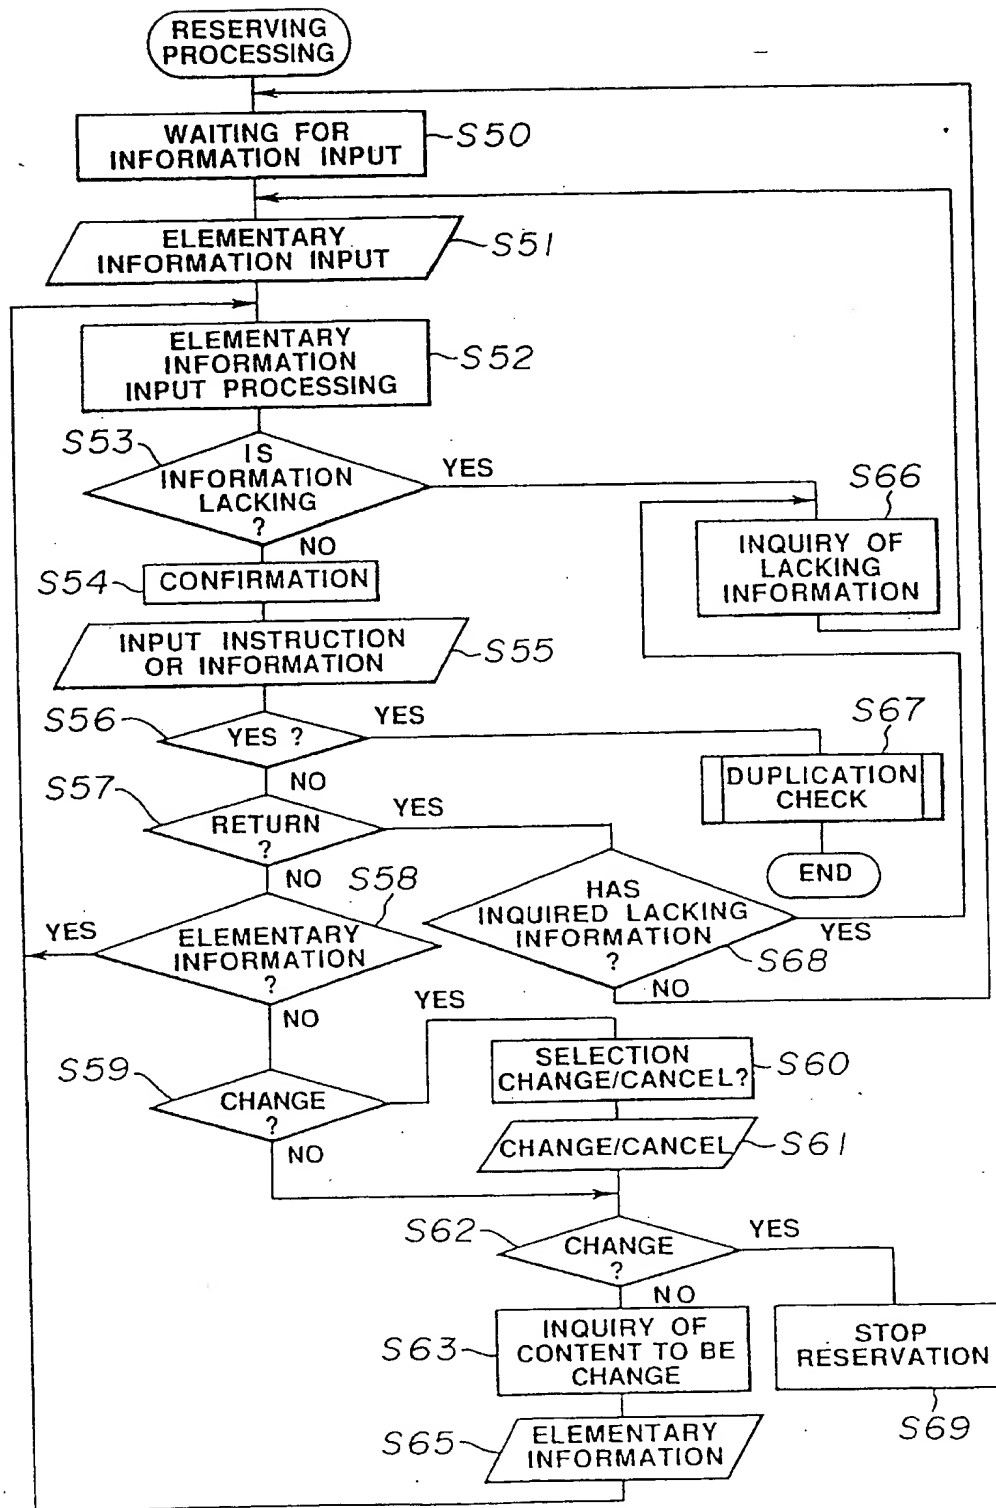 RESERVING
PROCESSING
WAITING FOR
INFORMATION INPUT
S50
ELEMENTARY
INFORMATION INPUT
S51
ELEMENTARY
INFORMATION
INPUT PROCESSING
S52
S53
IS
INFORMATION
LACKING
?
YES
NO
S66
INQUIRY OF
LACKING
INFORMATION
S54
CONFIRMATION
INPUT INSTRUCTION
OR INFORMATION
S55
S56
YES ?
YES
NO
S67
DUPLICATION
CHECK
END
S57
RETURN
?
YES
NO
S58
ELEMENTARY
INFORMATION
?
YES
NO
HAS
INQUIRED LACKING
INFORMATION
?
YES
S68
NO
S59
CHANGE
?
YES
NO
SELECTION
CHANGE/CANCEL?
S60
CHANGE/CANCEL
S61
S62
CHANGE
?
YES
NO
S63
INQUIRY OF
CONTENT TO BE
CHANGE
STOP
RESERVATION
S69
S65
ELEMENTARY
INFORMATION